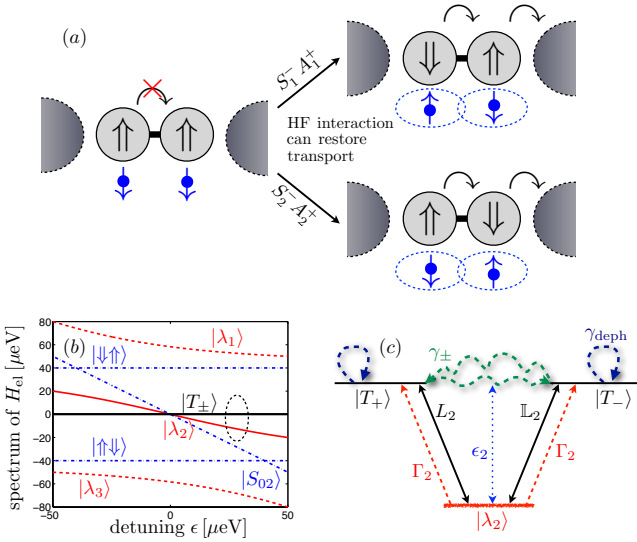 (a)
S₁⁻A₁⁺
HF interaction
can restore
transport
S₂⁻A₂⁺
⇑ ⇑
⇓ ⇑
⇑ ⇓
spectrum of H_el [μeV]
80
60
40
20
0
-20
-40
-60
-80
(b)
|λ₁⟩
|⇓⇑⟩
|T±⟩
|λ₂⟩
|⇑⇓⟩
|λ₃⟩
|S₀₂⟩
-50 0 50
detuning ϵ [μeV]
(c)
γ±
γ_deph
|T₊⟩
L₂
𝕃₂
|T₋⟩
Γ₂
ϵ₂
Γ₂
|λ₂⟩